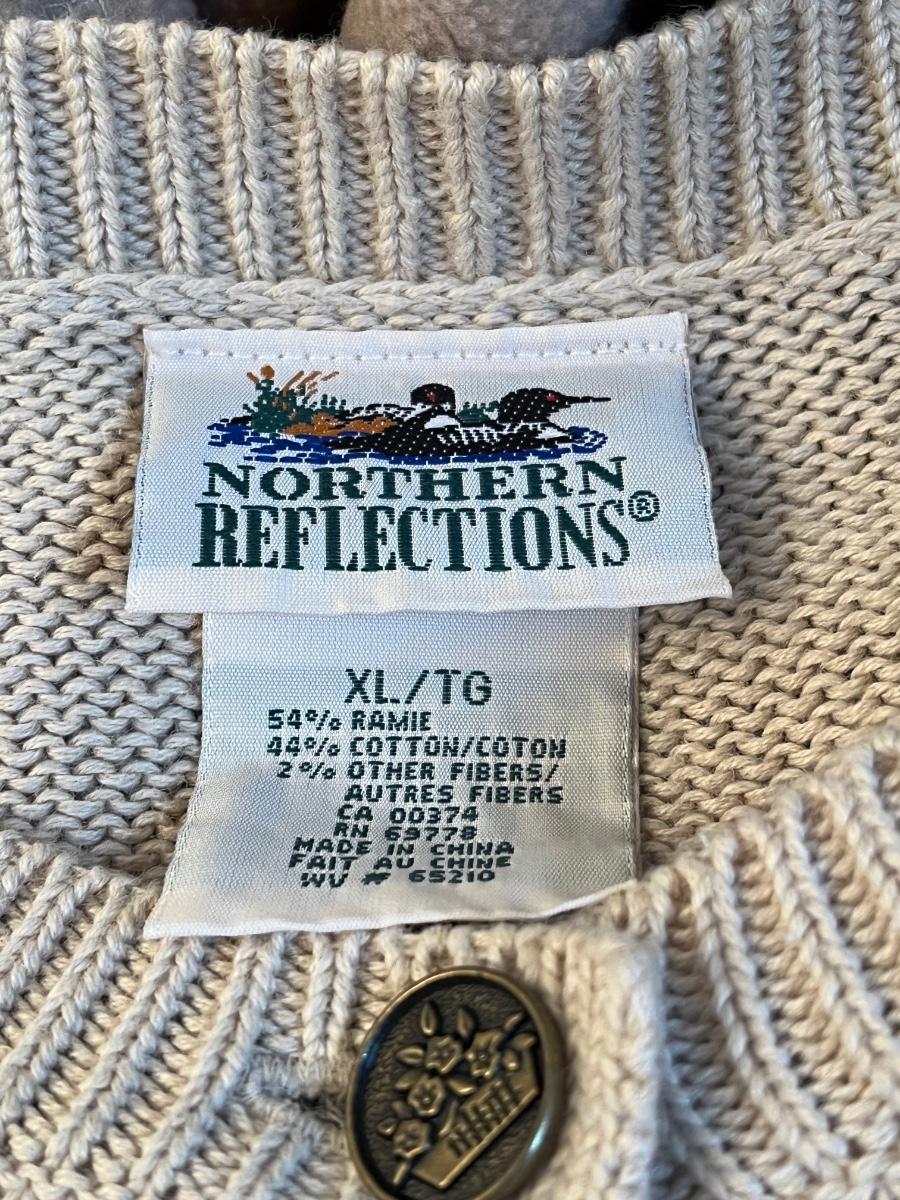 NORTHERN
REFLECTIONS®
XL/TG
54% RAMIE
44% COTTON/COTON
2% OTHER FIBERS/
AUTRES FIBERS
CA 00374
RN 69778
MADE IN CHINA
FAIT AU CHINE
WV # 65210